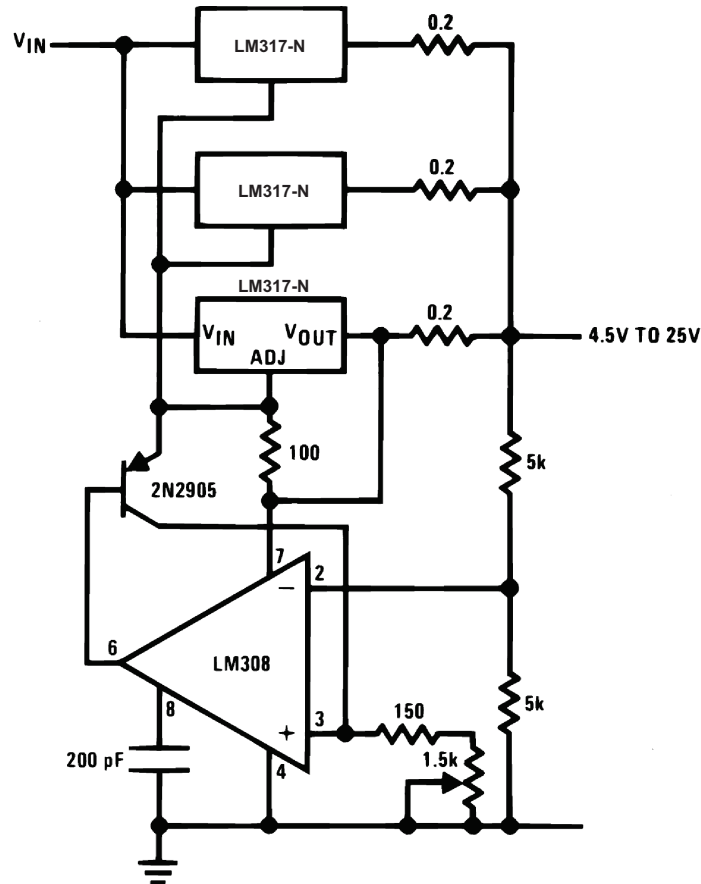 0.2
LM317-N
VIN
0.2
LM317-N
LM317-N
0.2
VIN VOUT
ADJ
4.5V TO 25V
100
5k
2N2905
7
2
−
6
LM308
8
+
3
150
5k
200 pF
4
1.5k